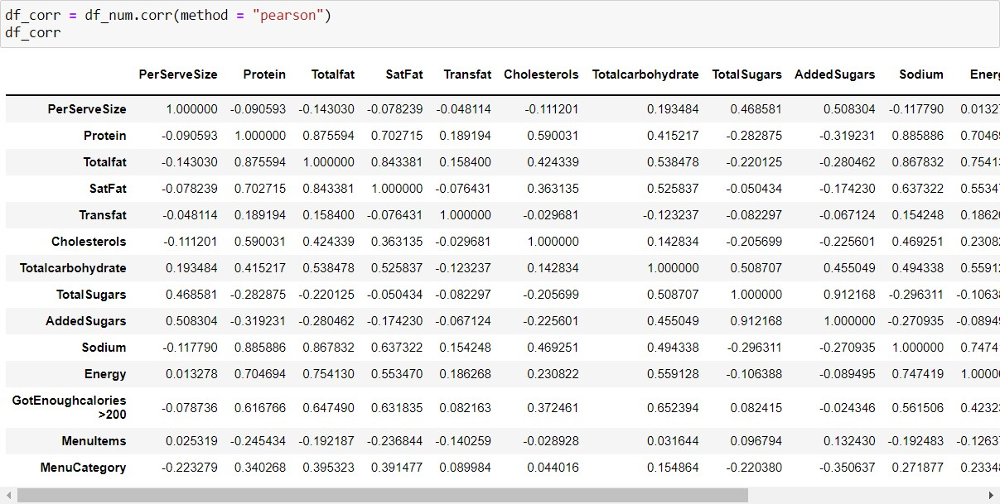 df_corr = df_num.corr(method = "pearson")
df_corr
PerServeSize Protein Totalfat SatFat Transfat Cholesterols Totalcarbohydrate TotalSugars AddedSugars Sodium Energ
PerServeSize 1.000000 -0.090593 -0.143030 -0.078239 -0.048114 -0.111201 0.193484 0.468581 0.508304 -0.117790 0.0132
Protein -0.090593 1.000000 0.875594 0.702715 0.189194 0.590031 0.415217 -0.282875 -0.319231 0.885886 0.7046
Totalfat -0.143030 0.875594 1.000000 0.843381 0.158400 0.424339 0.538478 -0.220125 -0.280462 0.867832 0.7541
SatFat -0.078239 0.702715 0.843381 1.000000 -0.076431 0.363135 0.525837 -0.050434 -0.174230 0.637322 0.5534
Transfat -0.048114 0.189194 0.158400 -0.076431 1.000000 -0.029681 -0.123237 -0.082297 -0.067124 0.154248 0.1862
Cholesterols -0.111201 0.590031 0.424339 0.363135 -0.029681 1.000000 0.142834 -0.205699 -0.225601 0.469251 0.2308
Totalcarbohydrate 0.193484 0.415217 0.538478 0.525837 -0.123237 0.142834 1.000000 0.508707 0.455049 0.494338 0.5591
TotalSugars 0.468581 -0.282875 -0.220125 -0.050434 -0.082297 -0.205699 0.508707 1.000000 0.912168 -0.296311 -0.1063
AddedSugars 0.508304 -0.319231 -0.280462 -0.174230 -0.067124 -0.225601 0.455049 0.912168 1.000000 -0.270935 -0.0894
Sodium -0.117790 0.885886 0.867832 0.637322 0.154248 0.469251 0.494338 -0.296311 -0.270935 1.000000 0.7474
Energy 0.013278 0.704694 0.754130 0.553470 0.186268 0.230822 0.559128 -0.106388 -0.089495 0.747419 1.0000
GotEnoughcalories
>200 -0.078736 0.616766 0.647490 0.631835 0.082163 0.372461 0.652394 0.082415 -0.024346 0.561506 0.4232
MenuItems 0.025319 -0.245434 -0.192187 -0.236844 -0.140259 -0.028928 0.031644 0.096794 0.132430 -0.192483 -0.1263
MenuCategory -0.223279 0.340268 0.395323 0.391477 0.089984 0.044016 0.154864 -0.220380 -0.350637 0.271877 0.2334